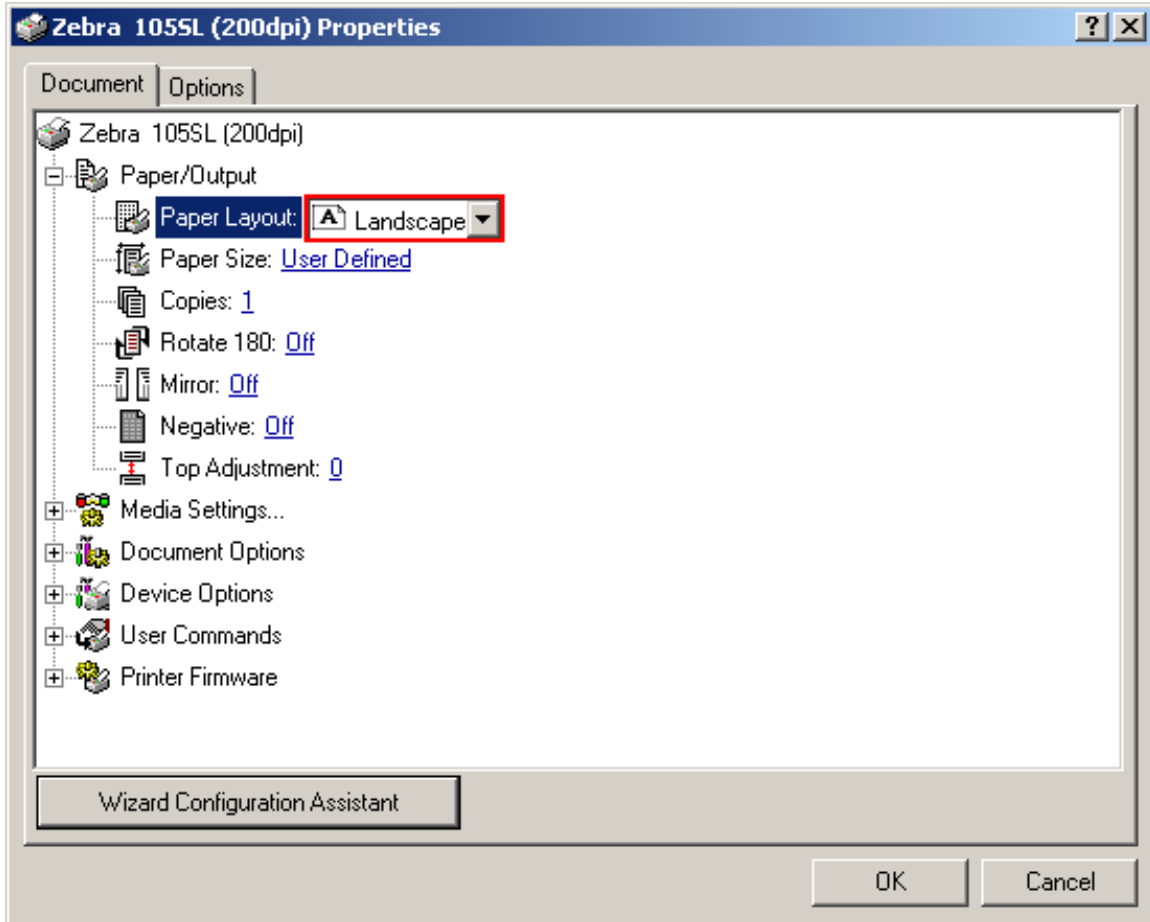 Zebra 105SL (200dpi) Properties
Document Options
Zebra 105SL (200dpi)
Paper/Output
Paper Layout: Landscape
Paper Size: User Defined
Copies: 1
Rotate 180: Off
Mirror: Off
Negative: Off
Top Adjustment: 0
Media Settings...
Document Options
Device Options
User Commands
Printer Firmware
Wizard Configuration Assistant
OK Cancel